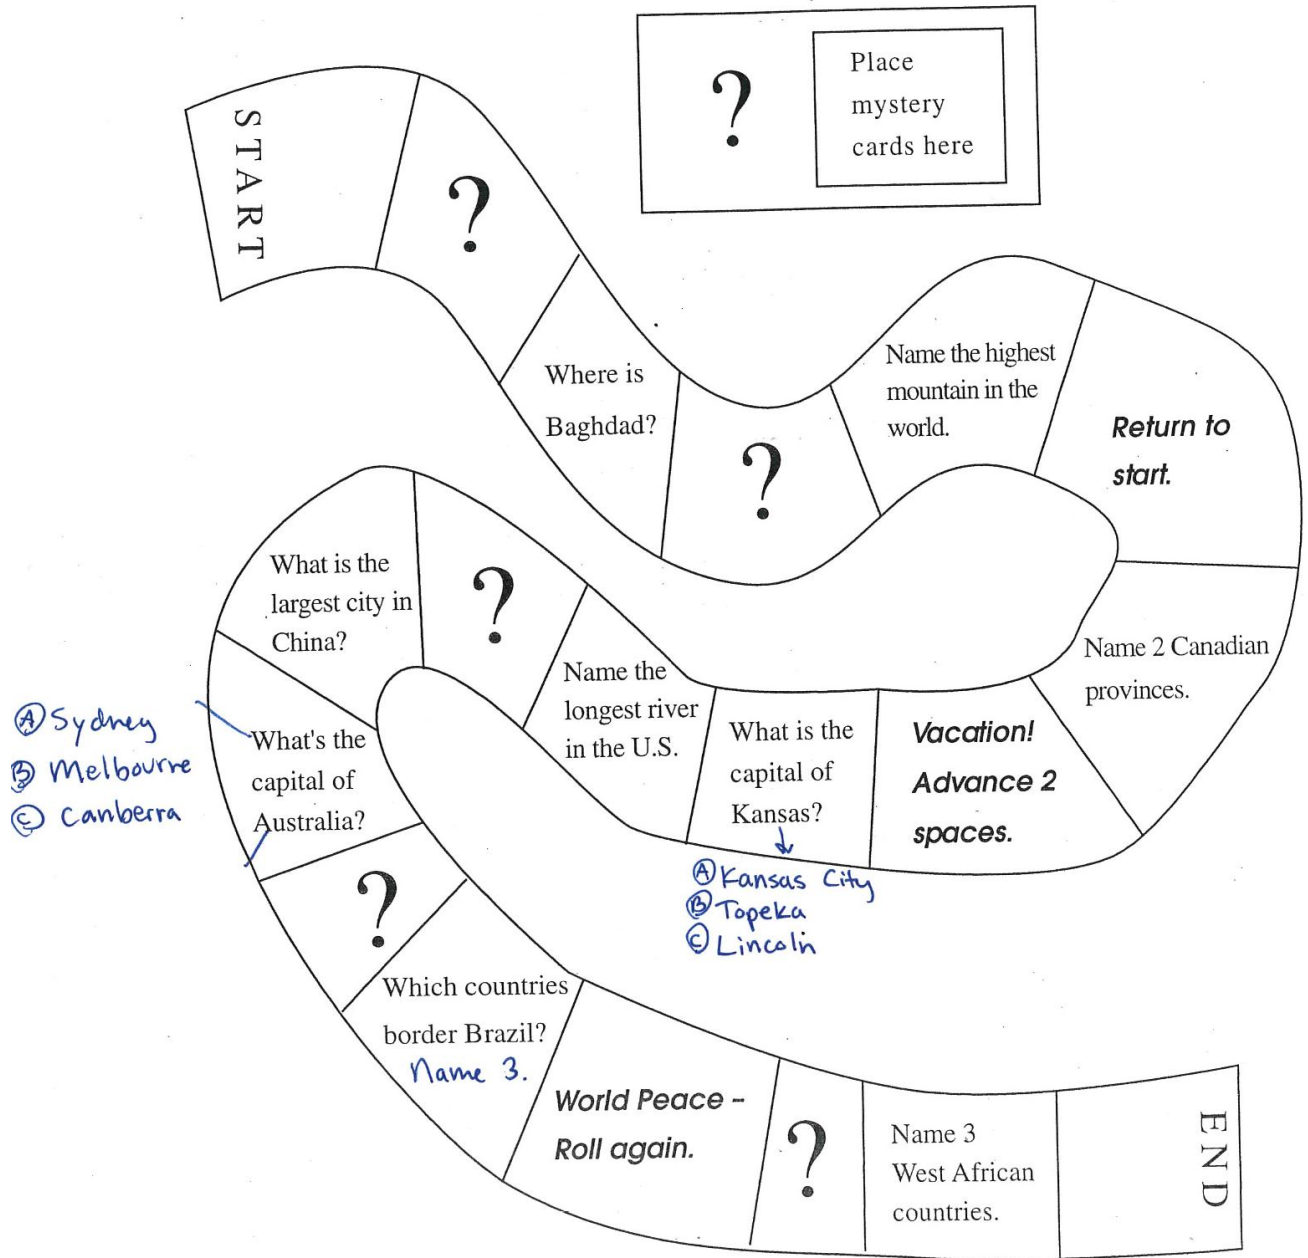 ?
Place
mystery
cards here
START
?
Where is
Baghdad?
?
Name the highest
mountain in the
world.
Return to
start.
Name 2 Canadian
provinces.
Vacation!
Advance 2
spaces.
What is the
capital of
Kansas?
Ⓐ Kansas City
Ⓑ Topeka
Ⓒ Lincoln
Name the
longest river
in the U.S.
?
What is the
largest city in
China?
What's the
capital of
Australia?
Ⓐ Sydney
Ⓑ Melbourne
Ⓒ Canberra
?
Which countries
border Brazil?
Name 3.
World Peace –
Roll again.
?
Name 3
West African
countries.
END